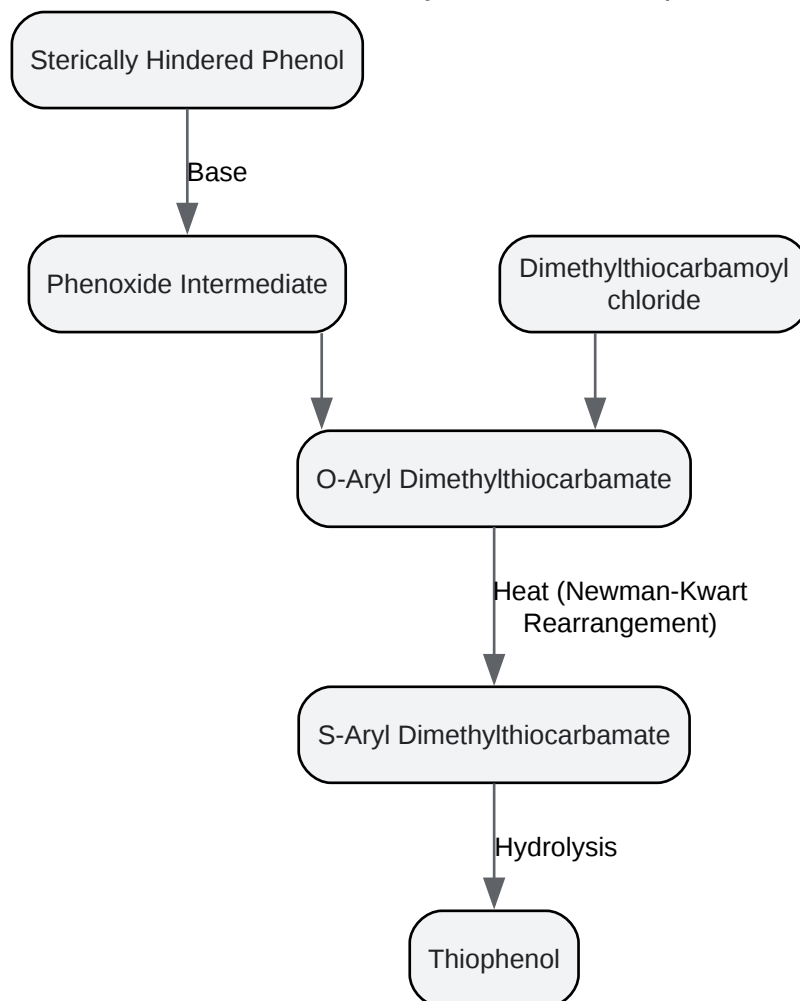 Sterically Hindered Phenol
Base
Phenoxide Intermediate
Dimethylthiocarbamoyl
chloride
O-Aryl Dimethylthiocarbamate
Heat (Newman-Kwart
Rearrangement)
S-Aryl Dimethylthiocarbamate
Hydrolysis
Thiophenol